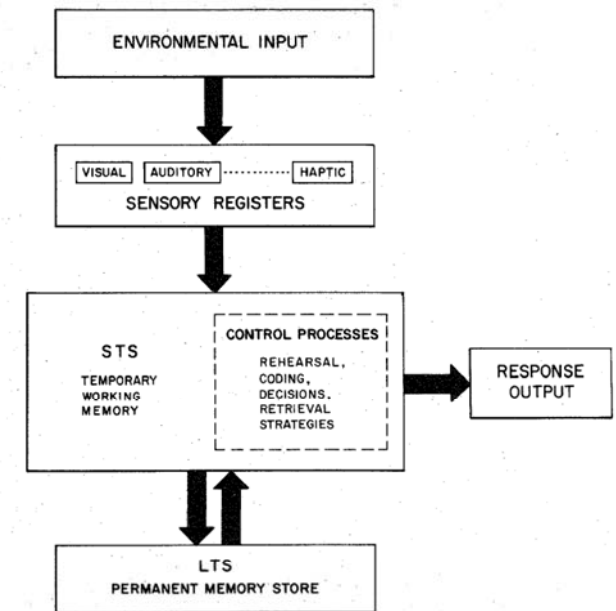 ENVIRONMENTAL INPUT
VISUAL AUDITORY HAPTIC
SENSORY REGISTERS
STS
TEMPORARY
WORKING
MEMORY
CONTROL PROCESSES
REHEARSAL,
CODING,
DECISIONS.
RETRIEVAL
STRATEGIES
RESPONSE
OUTPUT
LTS
PERMANENT MEMORY STORE